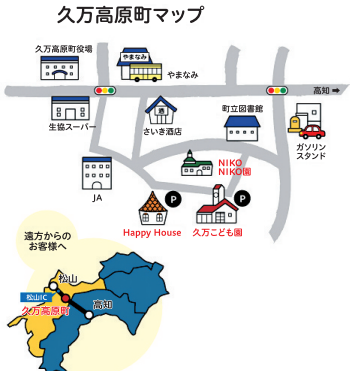 久万高原町マップ
久万高原町役場
やまなみ
やまなみ
高知
生協スーパー
酒
さいき酒店
町立図書館
ガソリン
スタンド
NIKO
NIKO園
JA
P
P
Happy House
久万こども園
遠方からの
お客様へ
松山
松山IC
久万高原町
高知